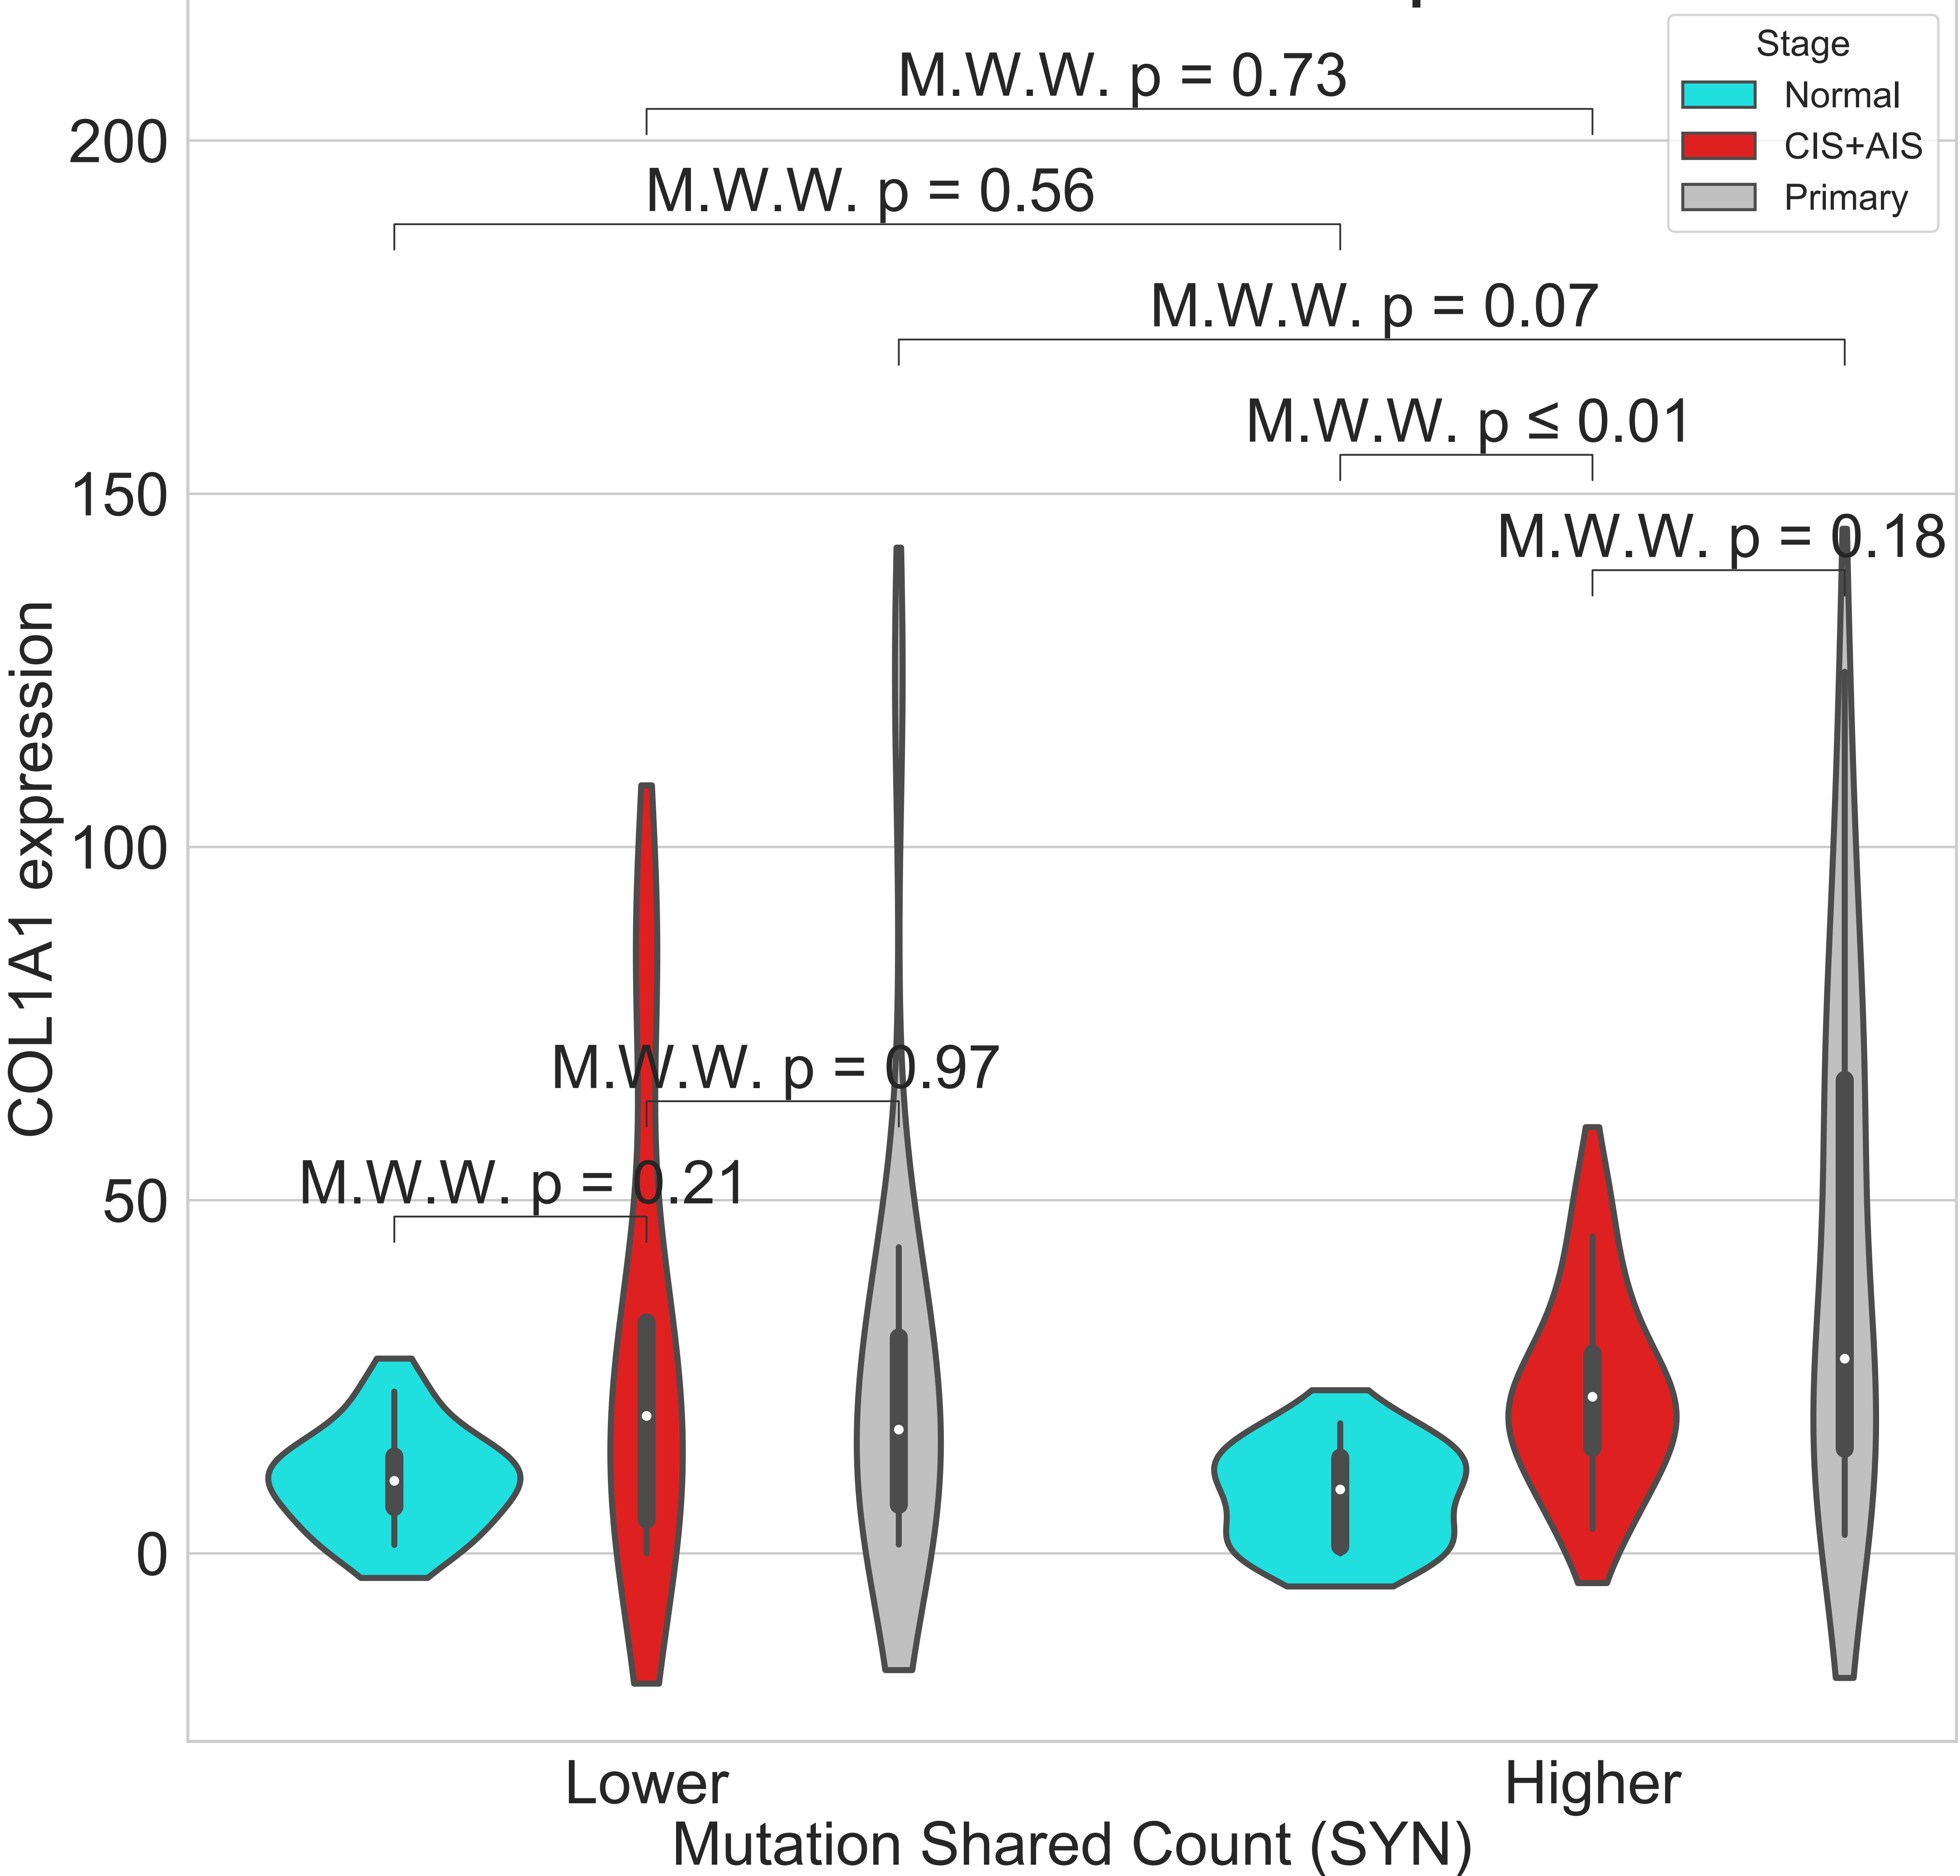 M.W.W. p = 0.73
M.W.W. p = 0.56
M.W.W. p = 0.07
M.W.W. p ≤ 0.01
M.W.W. p = 0.18
M.W.W. p = 0.97
M.W.W. p = 0.21
Stage
Normal
CIS+AIS
Primary
COL1A1 expression
200
150
100
50
0
Lower
Higher
Mutation Shared Count (SYN)